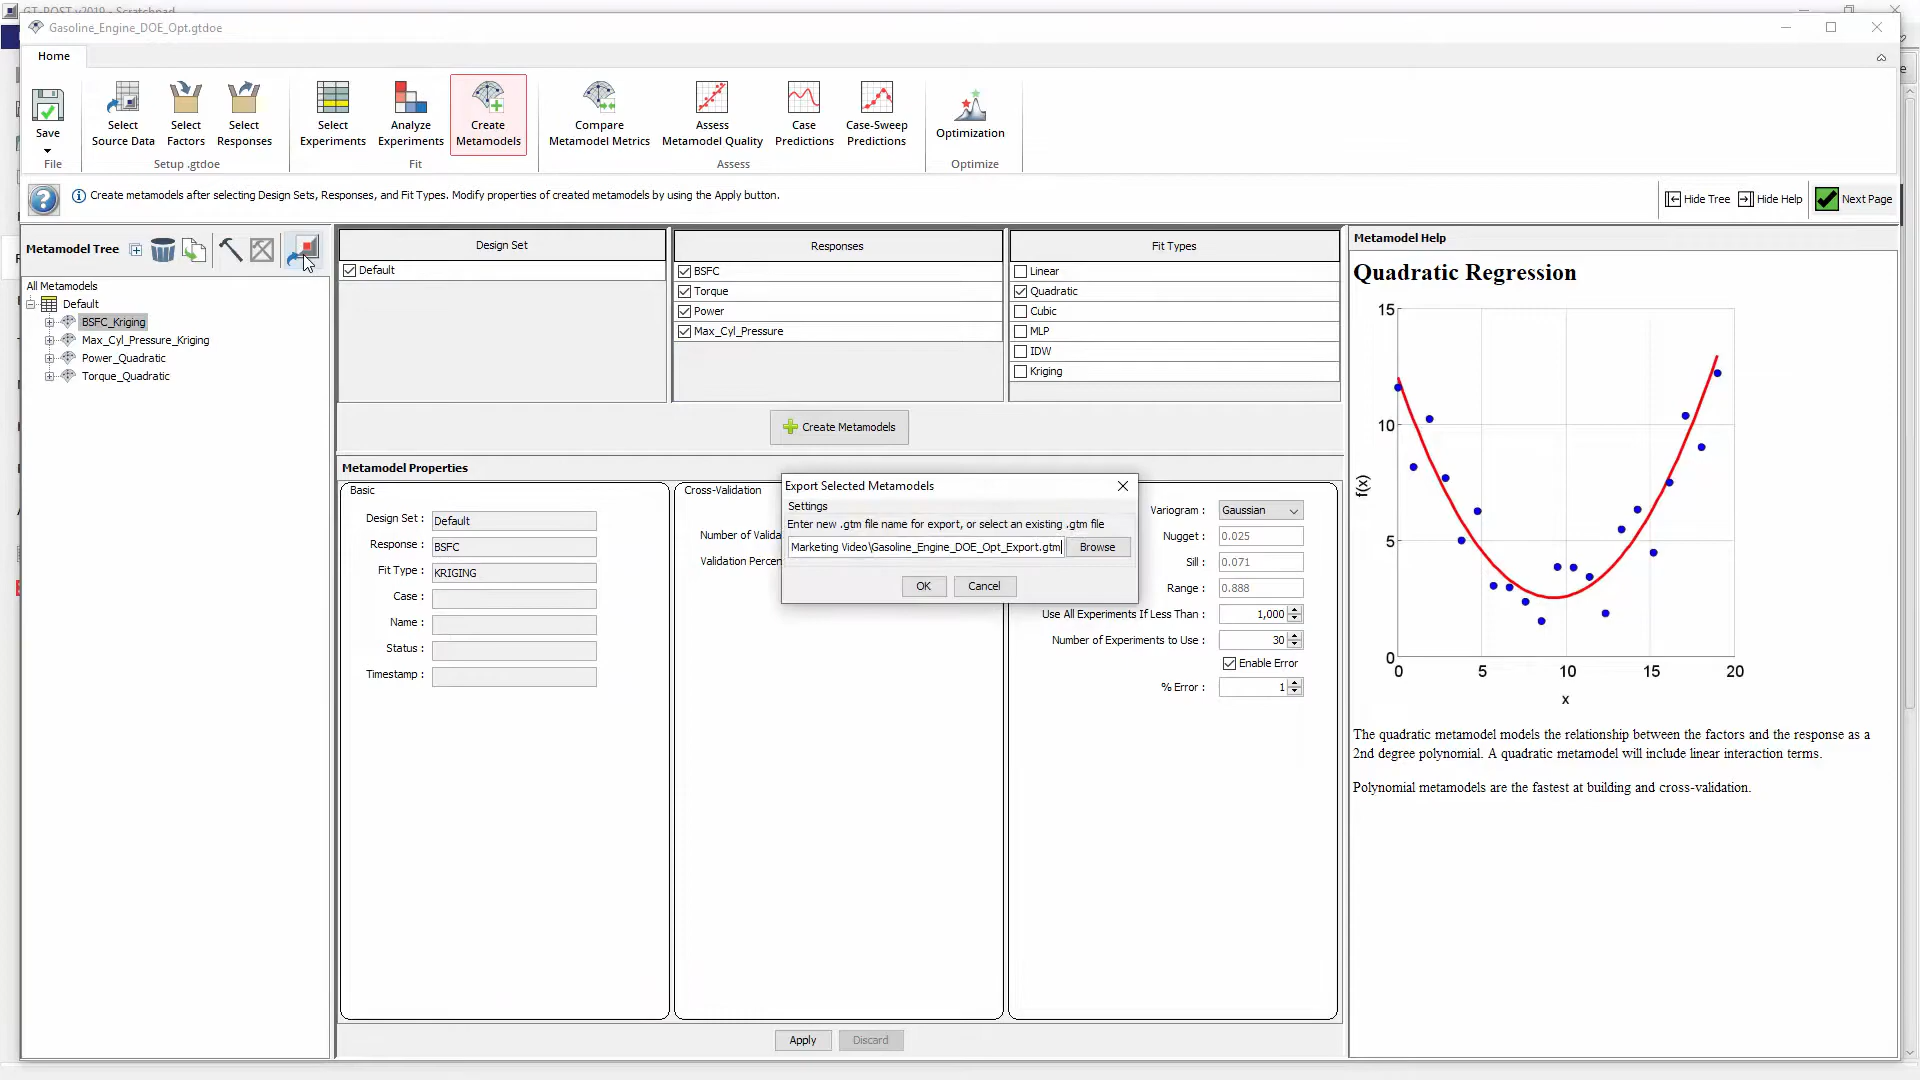 GT-POST v2019 - Scratchpad
Gasoline_Engine_DOE_Opt.gtdoe
Home
Save
Select Source Data
Select Factors
Select Responses
Select Experiments
Analyze Experiments
Create Metamodels
Compare Metamodel Metrics
Assess Metamodel Quality
Case Predictions
Case-Sweep Predictions
Optimization
File
Setup .gtdoe
Fit
Assess
Optimize
Create metamodels after selecting Design Sets, Responses, and Fit Types. Modify properties of created metamodels by using the Apply button.
Hide Tree
Hide Help
Next Page
Metamodel Tree
All Metamodels
Default
BSFC_Kriging
Max_Cyl_Pressure_Kriging
Power_Quadratic
Torque_Quadratic
Design Set
Default
Responses
BSFC
Torque
Power
Max_Cyl_Pressure
Fit Types
Linear
Quadratic
Cubic
MLP
IDW
Kriging
Create Metamodels
Metamodel Properties
Basic
Design Set : Default
Response : BSFC
Fit Type : KRIGING
Case :
Name :
Status :
Timestamp :
Cross-Validation
Number of Valida
Validation Percen
Export Selected Metamodels
Settings
Enter new .gtm file name for export, or select an existing .gtm file
Marketing Video\Gasoline_Engine_DOE_Opt_Export.gtm
Browse
OK
Cancel
Variogram : Gaussian
Nugget : 0.025
Sill : 0.071
Range : 0.888
Use All Experiments If Less Than : 1,000
Number of Experiments to Use : 30
Enable Error
% Error : 1
Apply
Discard
Metamodel Help
Quadratic Regression
15
10
5
0
f(x)
0 5 10 15 20
x
The quadratic metamodel models the relationship between the factors and the response as a
2nd degree polynomial. A quadratic metamodel will include linear interaction terms.
Polynomial metamodels are the fastest at building and cross-validation.